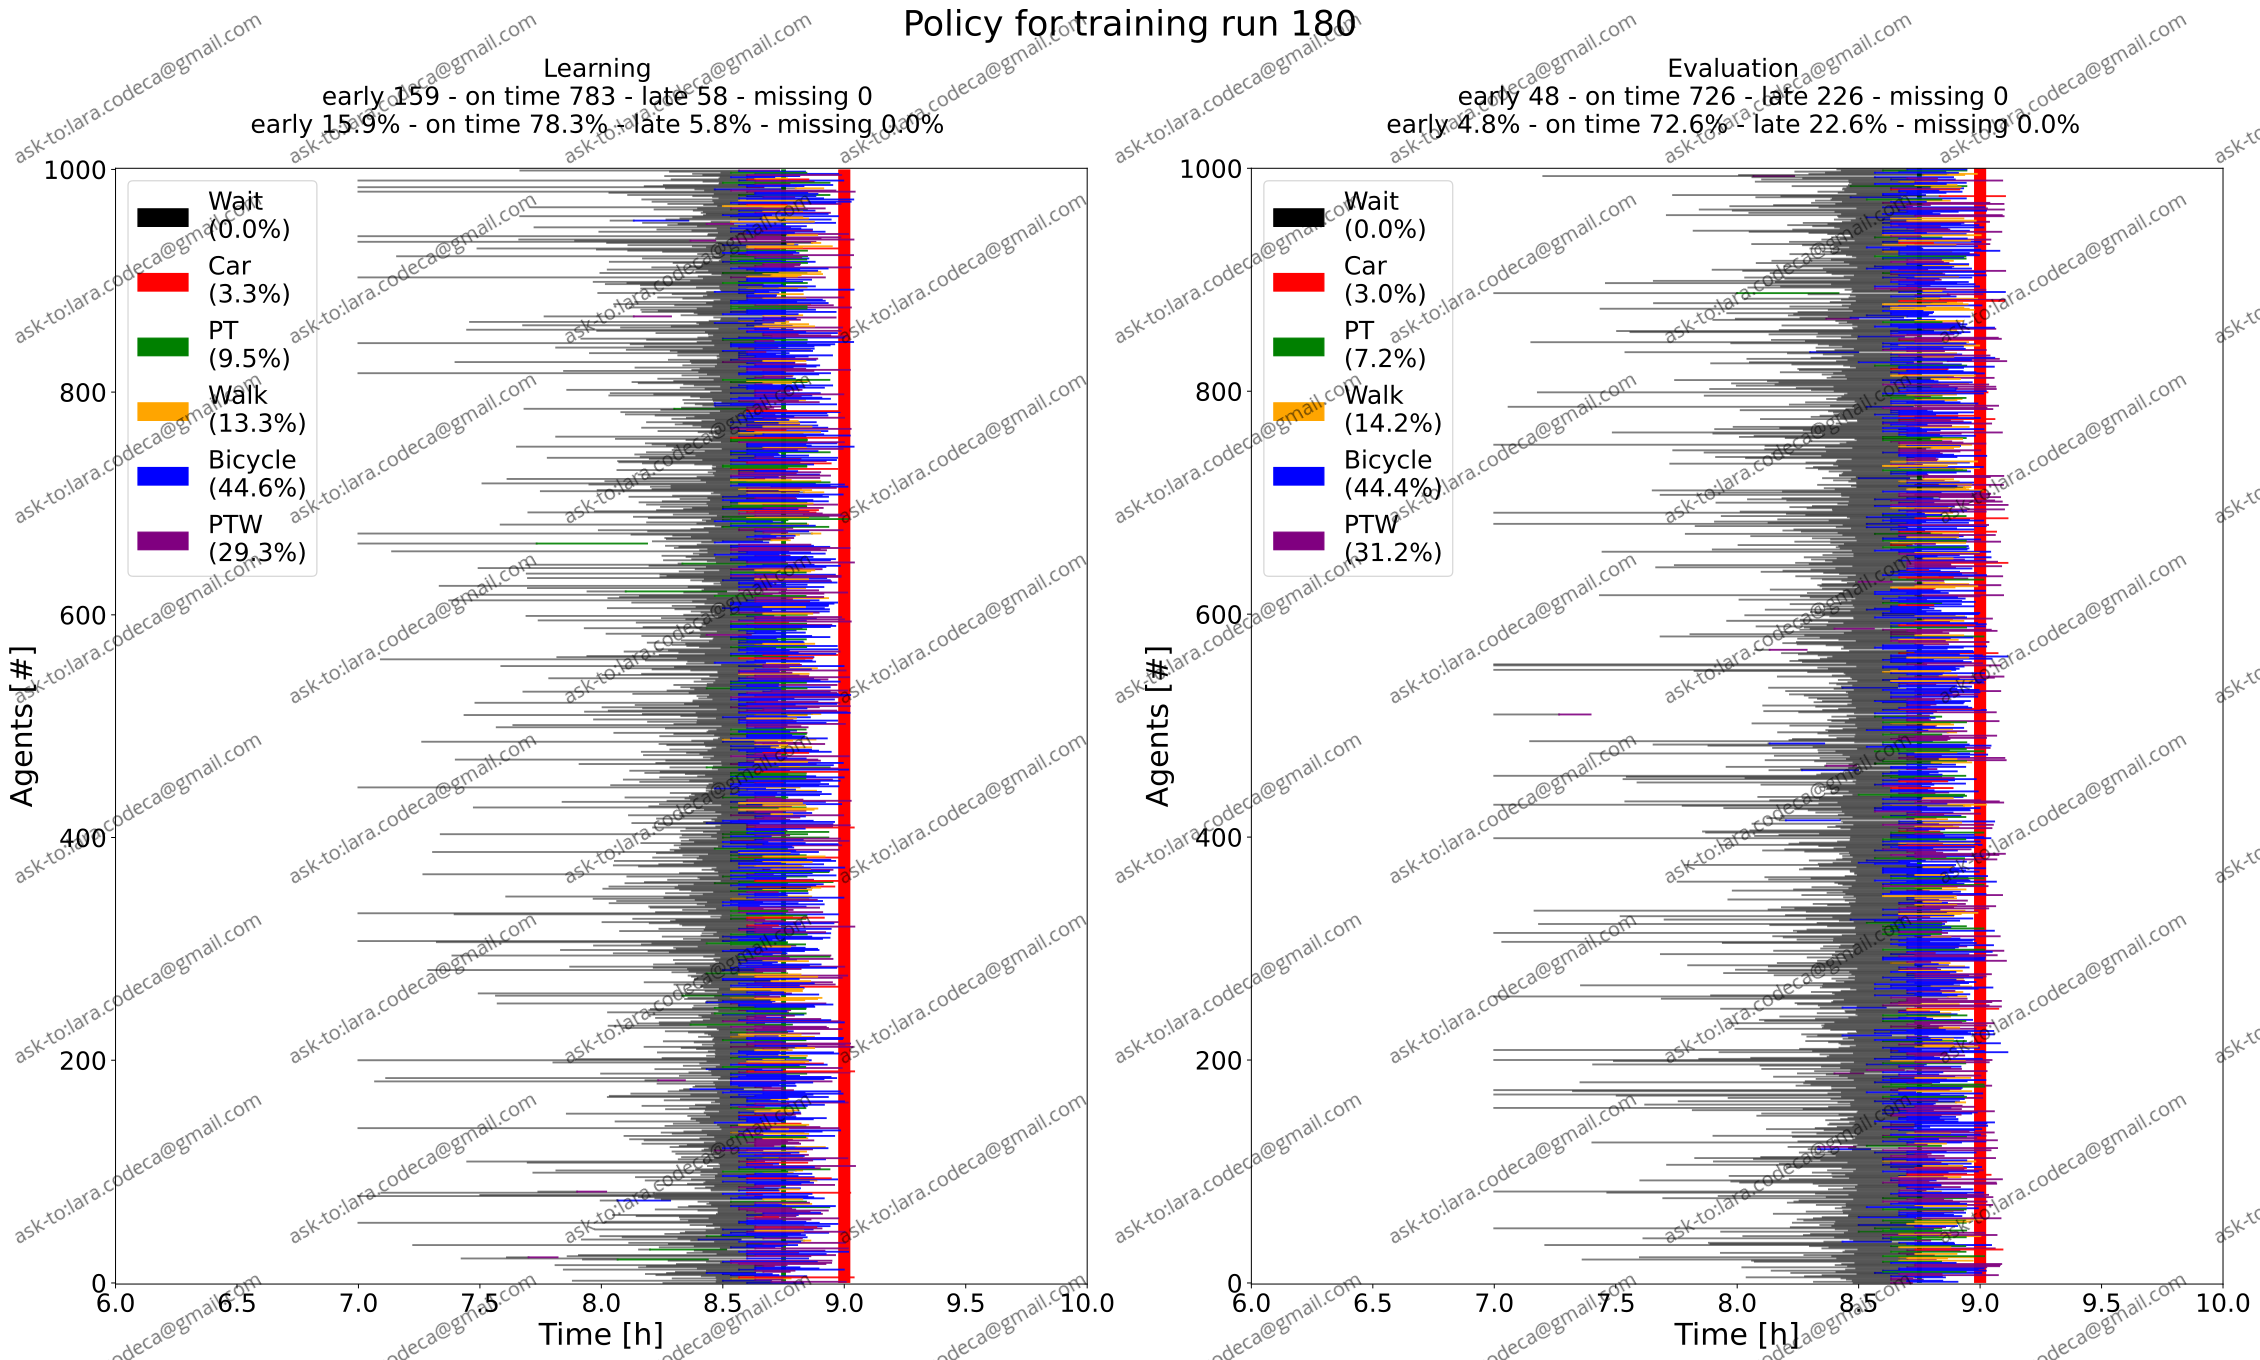 Policy for training run 180
Learning
early 159 - on time 783 - late 58 - missing 0
early 15.9% - on time 78.3% - late 5.8% - missing 0.0%
Agents [#]
1000
800
600
400
200
0
Wait
(0.0%)
Car
(3.3%)
PT
(9.5%)
Walk
(13.3%)
Bicycle
(44.6%)
PTW
(29.3%)
6.0 6.5 7.0 7.5 8.0 8.5 9.0 9.5 10.0
Time [h]
Evaluation
early 48 - on time 726 - late 226 - missing 0
early 4.8% - on time 72.6% - late 22.6% - missing 0.0%
Agents [#]
1000
800
600
400
200
0
Wait
(0.0%)
Car
(3.0%)
PT
(7.2%)
Walk
(14.2%)
Bicycle
(44.4%)
PTW
(31.2%)
6.0 6.5 7.0 7.5 8.0 8.5 9.0 9.5 10.0
Time [h]
ask-to:lara.codeca@gmail.com